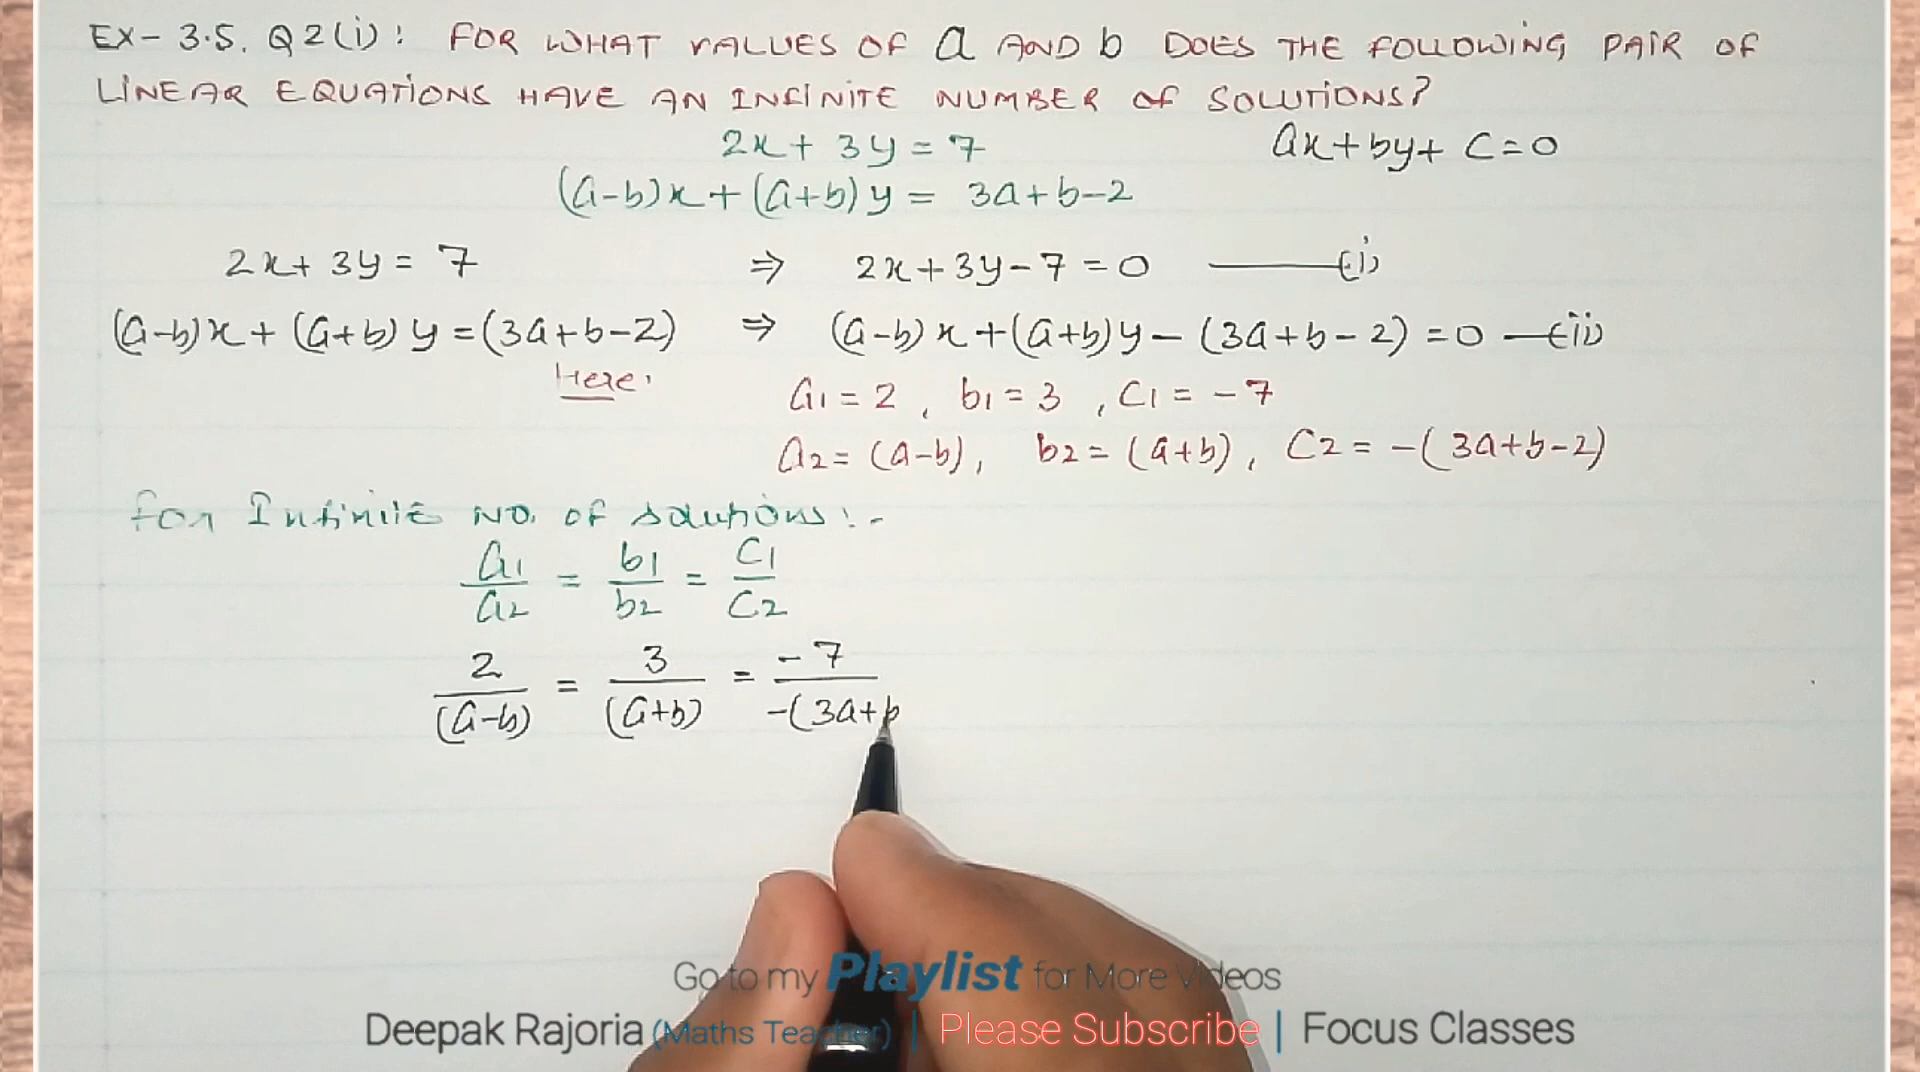 EX- 3.5. Q2(i): FOR WHAT VALUES OF a AND b DOES THE FOLLOWING PAIR OF
LINEAR EQUATIONS HAVE AN INFINITE NUMBER OF SOLUTIONS?
2x + 3y = 7
ax + by + c = 0
(a-b)x + (a+b)y = 3a+b-2
2x + 3y = 7 ⇒ 2x + 3y - 7 = 0 —(i)
(a-b)x + (a+b)y = (3a+b-2) ⇒ (a-b)x + (a+b)y - (3a+b-2) = 0 —(ii)
Here,
a1 = 2, b1 = 3, c1 = -7
a2 = (a-b), b2 = (a+b), c2 = -(3a+b-2)
for Infinite NO. OF solutions:-
a1/a2 = b1/b2 = c1/c2
2/(a-b) = 3/(a+b) = -7/-(3a+b
Go to my Playlist for More Videos
Deepak Rajoria (Maths Teacher) | Please Subscribe | Focus Classes